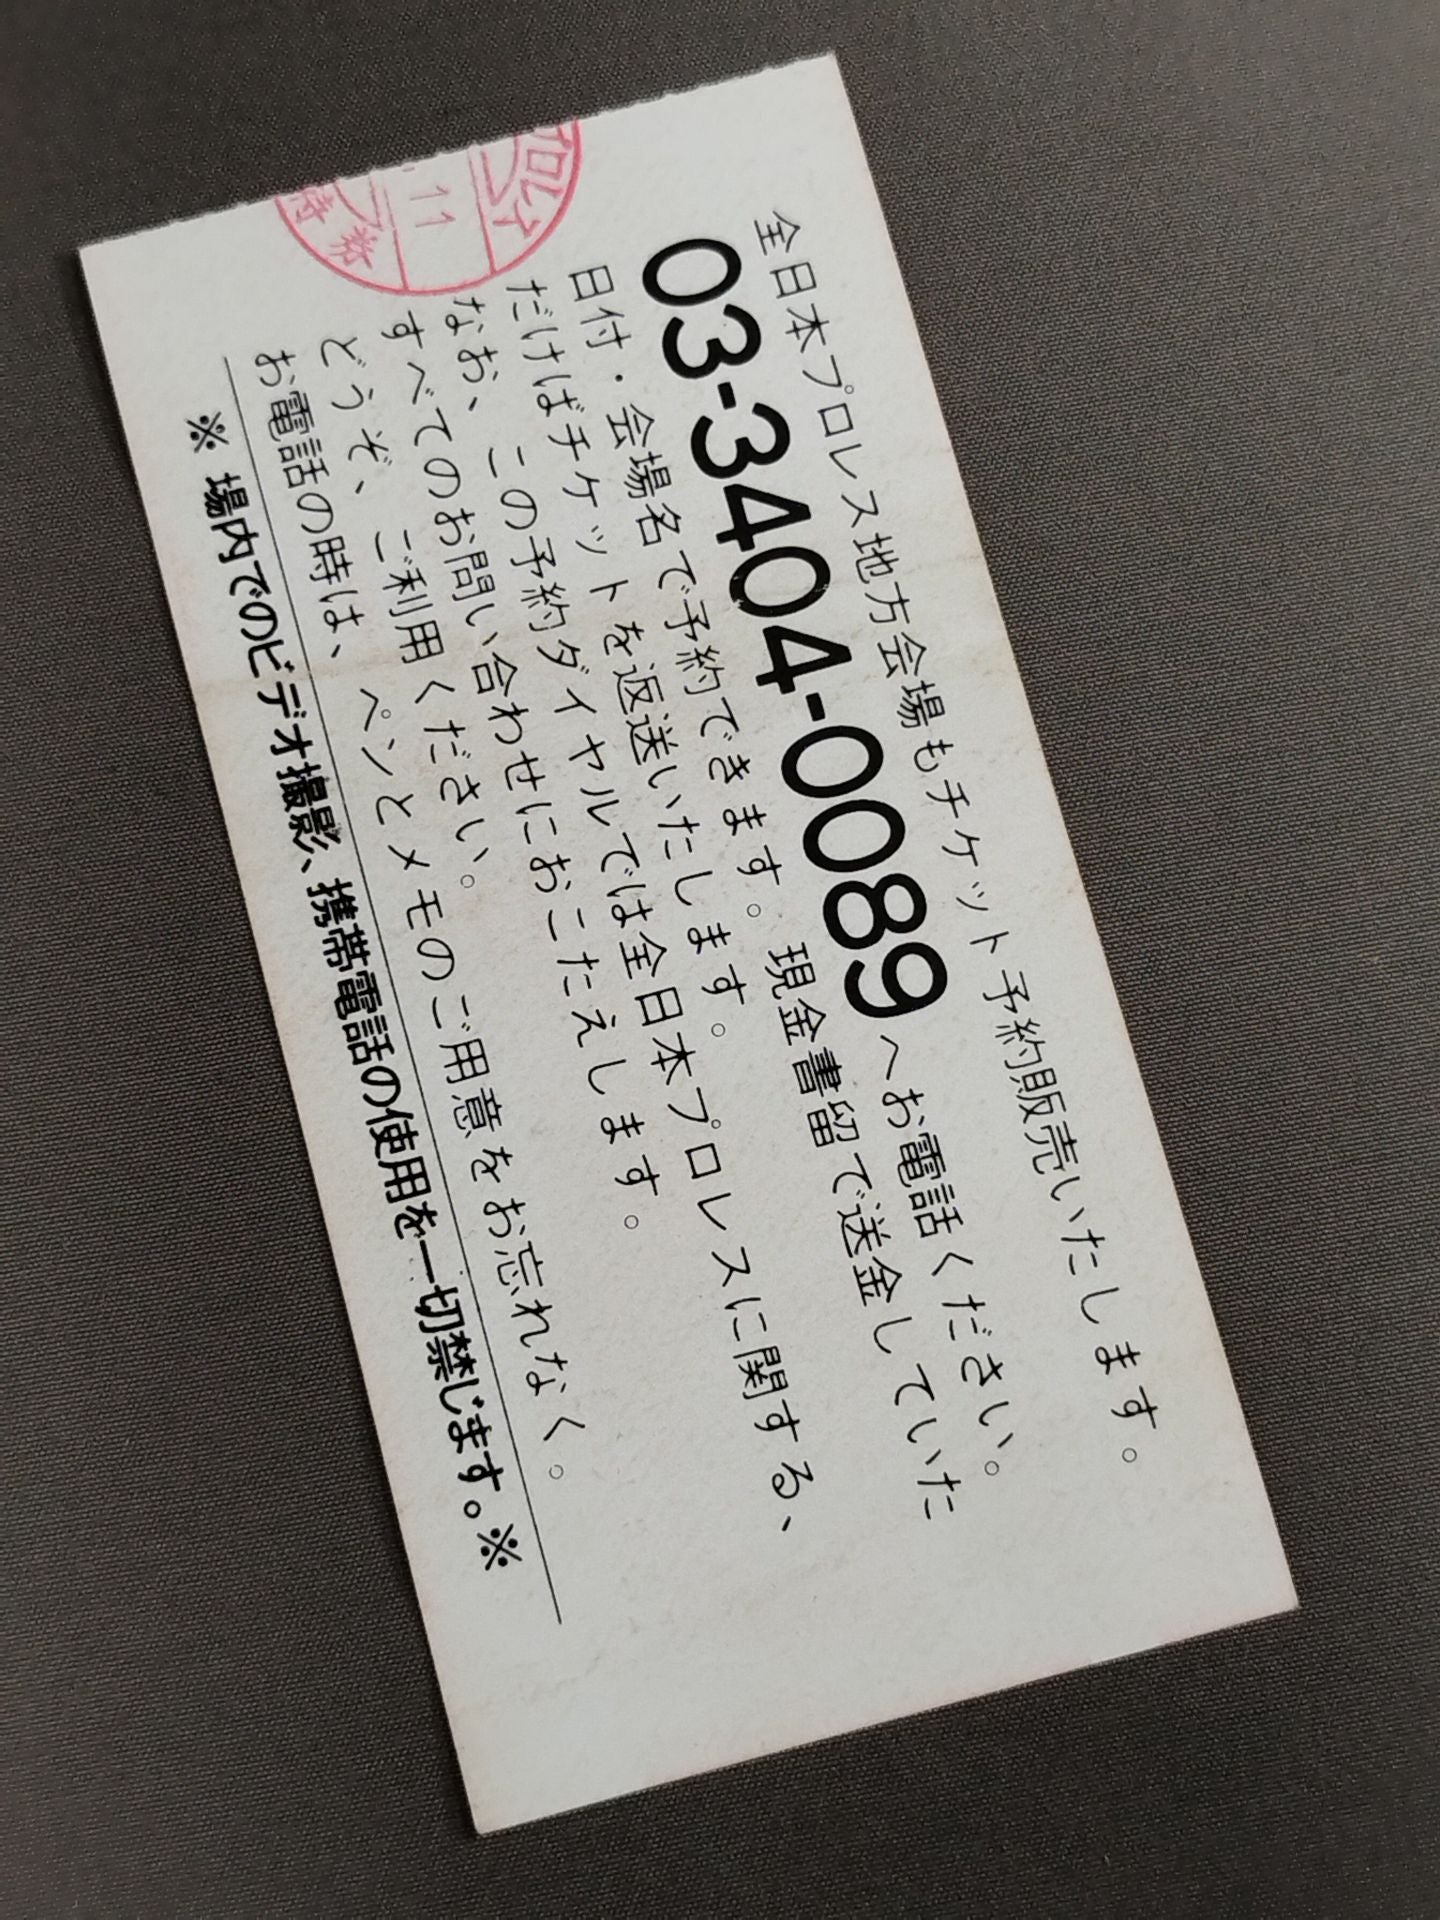 全日本プロレス地方会場もチケット予約販売いたします。
03-3404-0089へお電話ください。
日付・会場名で予約できます。現金書留で送金していた
だけばチケットを返送いたします。
なお、この予約ダイヤルでは全日本プロレスに関する、
すべてのお問い合わせにおこたえします。
どうぞ、ご利用ください。
お電話の時は、ペンとメモのご用意をお忘れなく。
※ 場内でのビデオ撮影、携帯電話の使用を一切禁じます。※
11